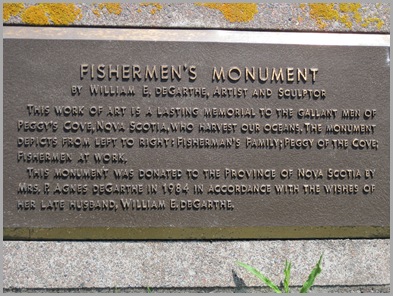 FISHERMEN'S MONUMENT
BY WILLIAM E. DEGARTHE, ARTIST AND SCULPTOR
THIS WORK OF ART IS A LASTING MEMORIAL TO THE GALLANT MEN OF
PEGGY'S COVE, NOVA SCOTIA, WHO HARVEST OUR OCEANS. THE MONUMENT
DEPICTS FROM LEFT TO RIGHT: FISHERMAN'S FAMILY; PEGGY OF THE COVE;
FISHERMEN AT WORK.
THIS MONUMENT WAS DONATED TO THE PROVINCE OF NOVA SCOTIA BY
MRS. P. AGNES DEGARTHE IN 1984 IN ACCORDANCE WITH THE WISHES OF
HER LATE HUSBAND, WILLIAM E. DEGARTHE.